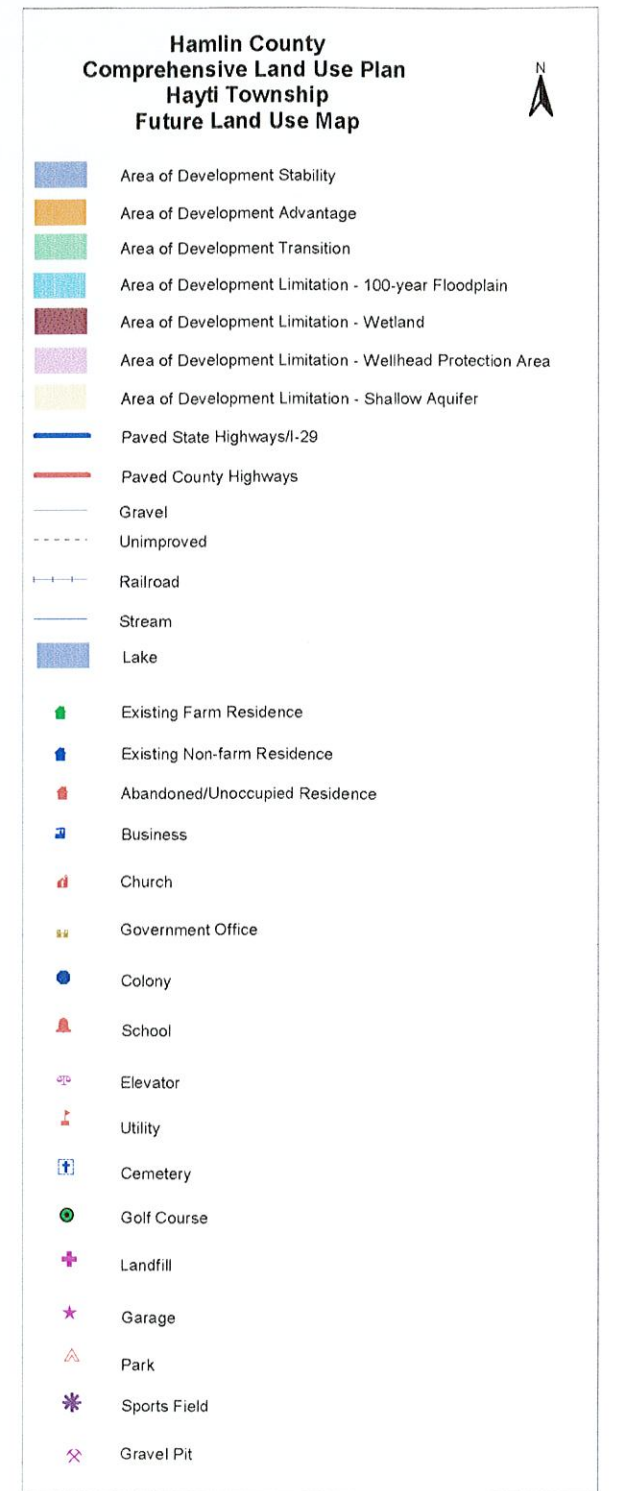 Hamlin County
Comprehensive Land Use Plan
Hayti Township
Future Land Use Map
N
Area of Development Stability
Area of Development Advantage
Area of Development Transition
Area of Development Limitation - 100-year Floodplain
Area of Development Limitation - Wetland
Area of Development Limitation - Wellhead Protection Area
Area of Development Limitation - Shallow Aquifer
Paved State Highways/I-29
Paved County Highways
Gravel
Unimproved
Railroad
Stream
Lake
Existing Farm Residence
Existing Non-farm Residence
Abandoned/Unoccupied Residence
Business
Church
Government Office
Colony
School
Elevator
Utility
Cemetery
Golf Course
Landfill
Garage
Park
Sports Field
Gravel Pit